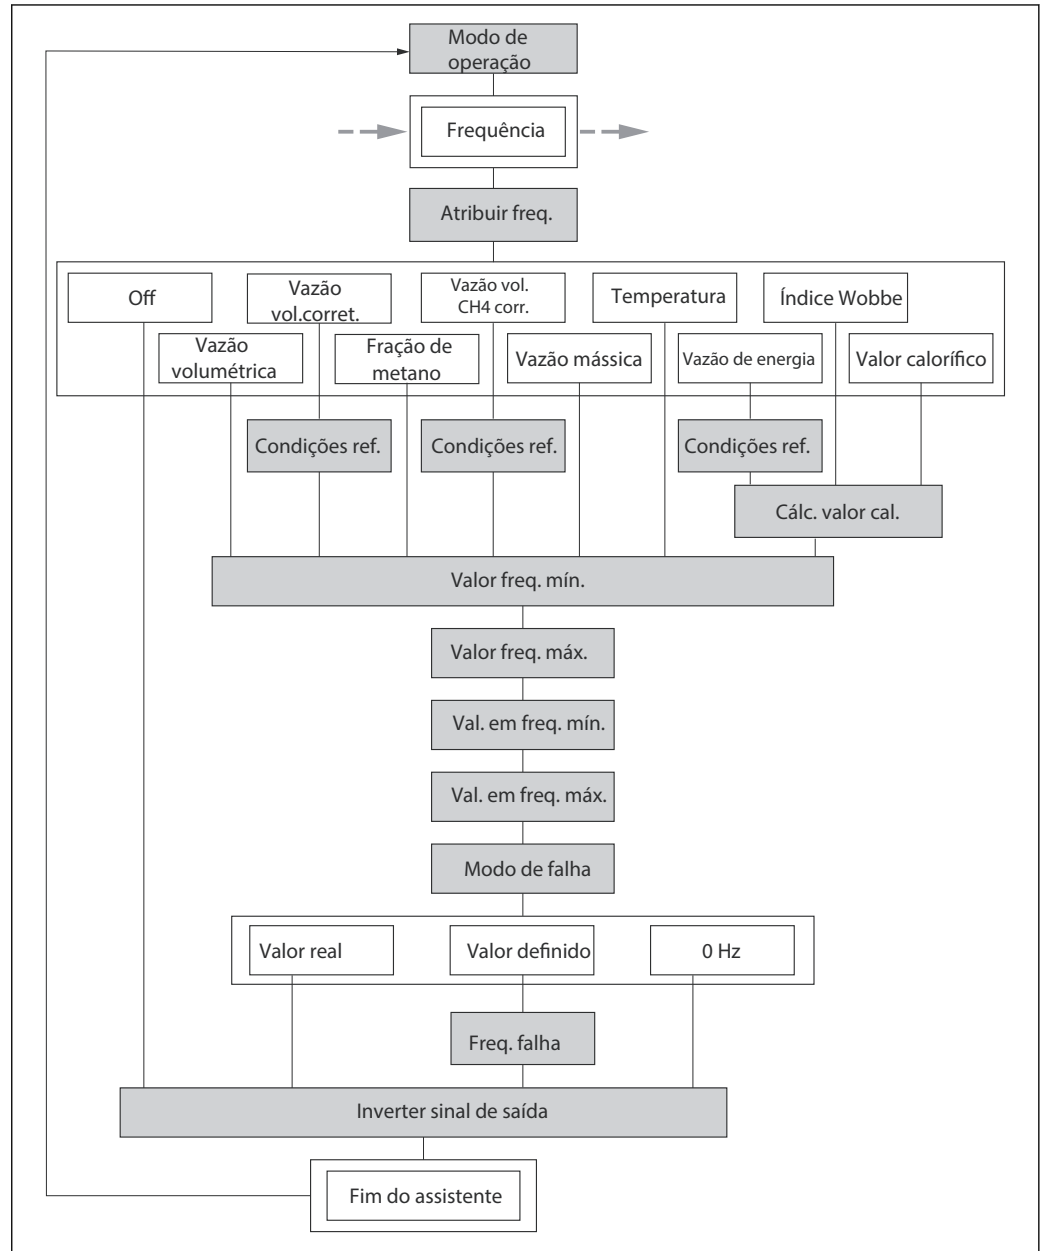 Modo de
operação
Frequência
Atribuir freq.
Off
Vazão
vol.corret.
Vazão vol.
CH4 corr.
Temperatura
Índice Wobbe
Vazão
volumétrica
Fração de
metano
Vazão mássica
Vazão de energia
Valor calorífico
Condições ref.
Condições ref.
Condições ref.
Cálc. valor cal.
Valor freq. mín.
Valor freq. máx.
Val. em freq. mín.
Val. em freq. máx.
Modo de falha
Valor real
Valor definido
0 Hz
Freq. falha
Inverter sinal de saída
Fim do assistente